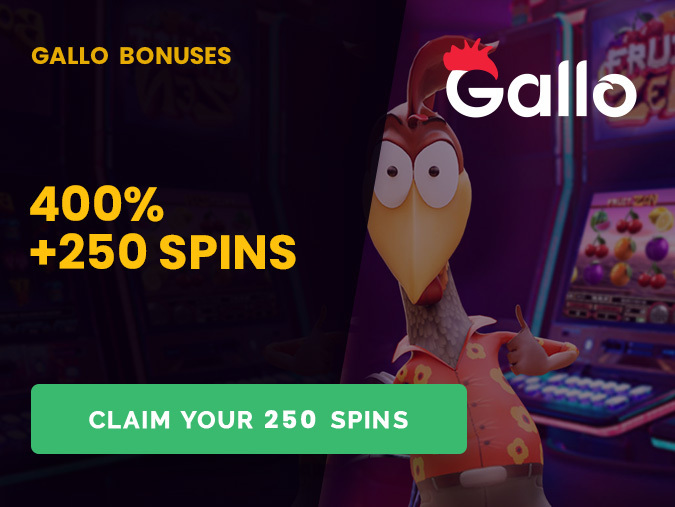 GALLO BONUSES
Gallo
400%
+250 SPINS
CLAIM YOUR 250 SPINS